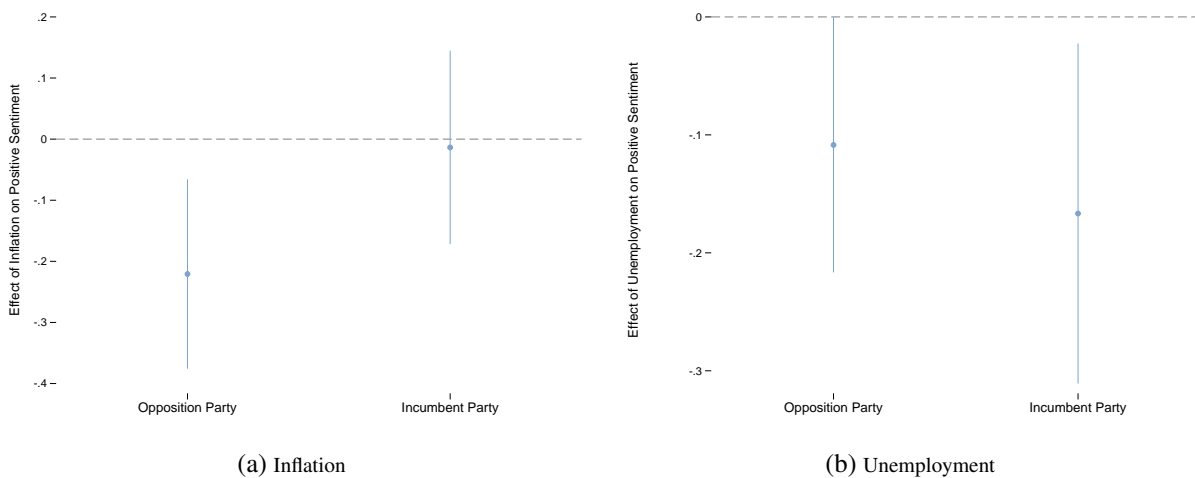 Effect of Inflation on Positive Sentiment
.2
.1
0
-.1
-.2
-.3
-.4
Opposition Party Incumbent Party
(a) Inflation
Effect of Unemployment on Positive Sentiment
0
-.1
-.2
-.3
Opposition Party Incumbent Party
(b) Unemployment